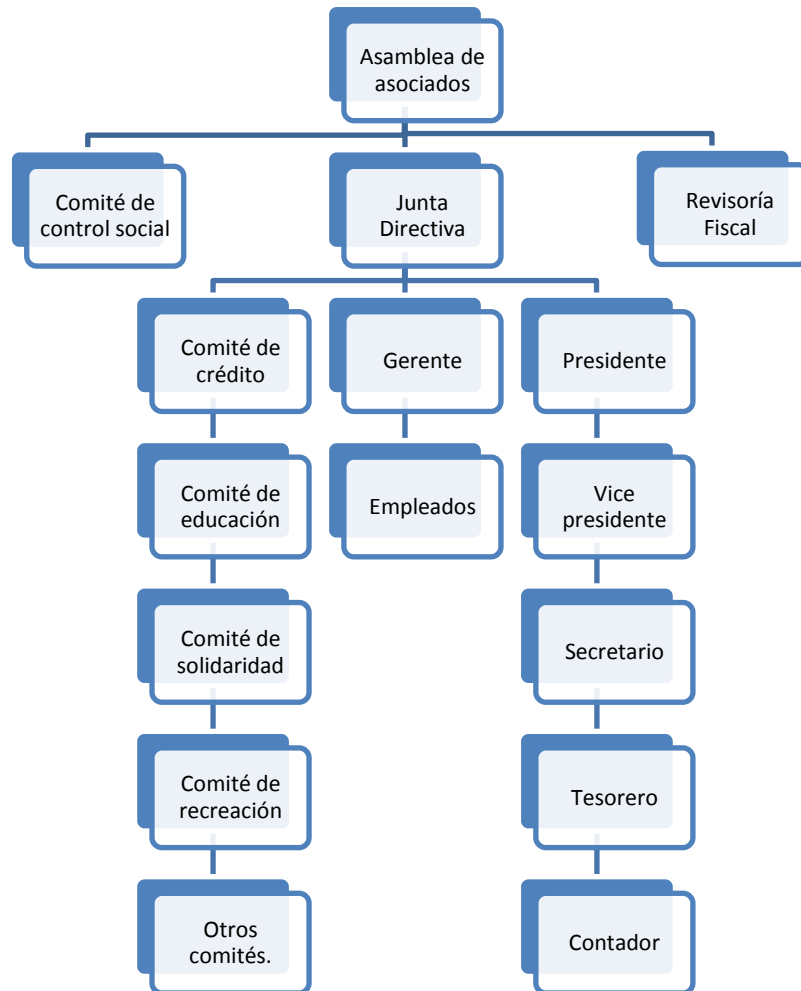 Asamblea de
asociados
Comité de
control social
Junta
Directiva
Revisoría
Fiscal
Comité de
crédito
Gerente
Presidente
Comité de
educación
Empleados
Vice
presidente
Comité de
solidaridad
Secretario
Comité de
recreación
Tesorero
Otros
comités.
Contador